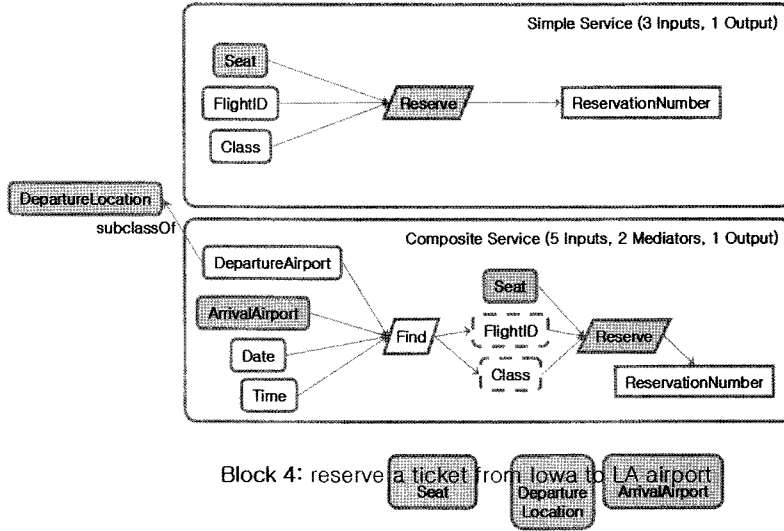 Simple Service (3 Inputs, 1 Output)
Seat
FlightID
Class
Reserve
ReservationNumber
DepartureLocation
subclassOf
Composite Service (5 Inputs, 2 Mediators, 1 Output)
DepartureAirport
ArrivalAirport
Date
Time
Find
Seat
FlightID
Class
Reserve
ReservationNumber
Block 4: reserve a ticket from Iowa to LA airport
Seat
Departure
Location
ArrivalAirport